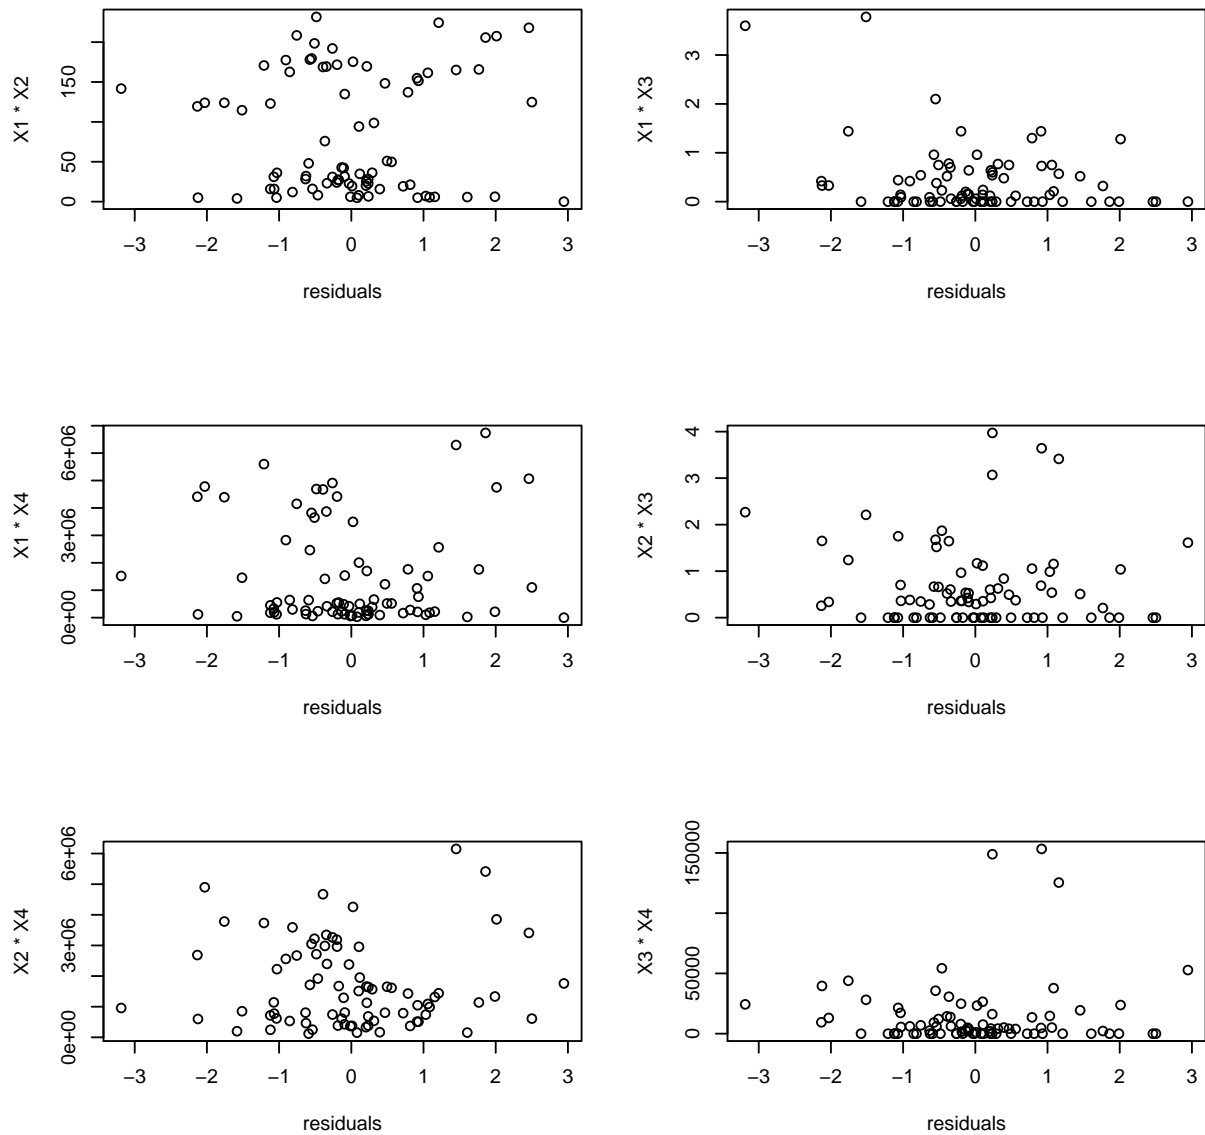 X1 * X2
0 50 150
−3 −2 −1 0 1 2 3
residuals
X1 * X3
0 1 2 3
−3 −2 −1 0 1 2 3
residuals
X1 * X4
0e+00 3e+06 6e+06
−3 −2 −1 0 1 2 3
residuals
X2 * X3
0 1 2 3 4
−3 −2 −1 0 1 2 3
residuals
X2 * X4
0e+00 3e+06 6e+06
−3 −2 −1 0 1 2 3
residuals
X3 * X4
0 50000 150000
−3 −2 −1 0 1 2 3
residuals